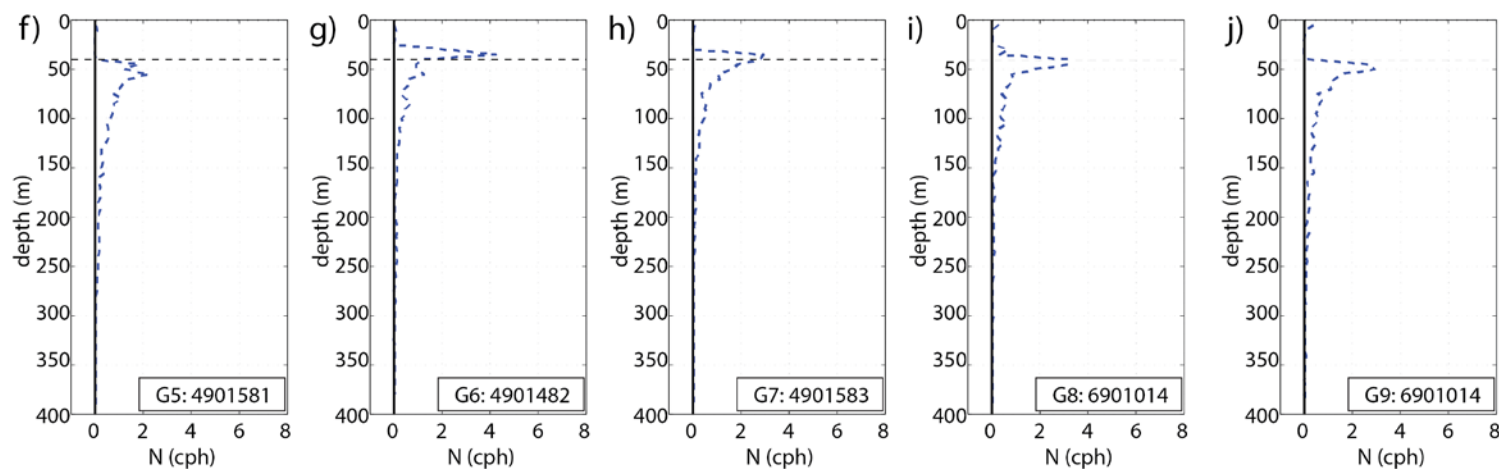 f) g) h) i) j)
0 0 0 0 0
50 50 50 50 50
100 100 100 100 100
150 150 150 150 150
200 200 200 200 200
250 250 250 250 250
300 300 300 300 300
350 350 350 350 350
400 400 400 400 400
depth (m) depth (m) depth (m) depth (m) depth (m)
G5: 4901581 G6: 4901482 G7: 4901583 G8: 6901014 G9: 6901014
0 2 4 6 8 0 2 4 6 8 0 2 4 6 8 0 2 4 6 8 0 2 4 6 8
N (cph) N (cph) N (cph) N (cph) N (cph)